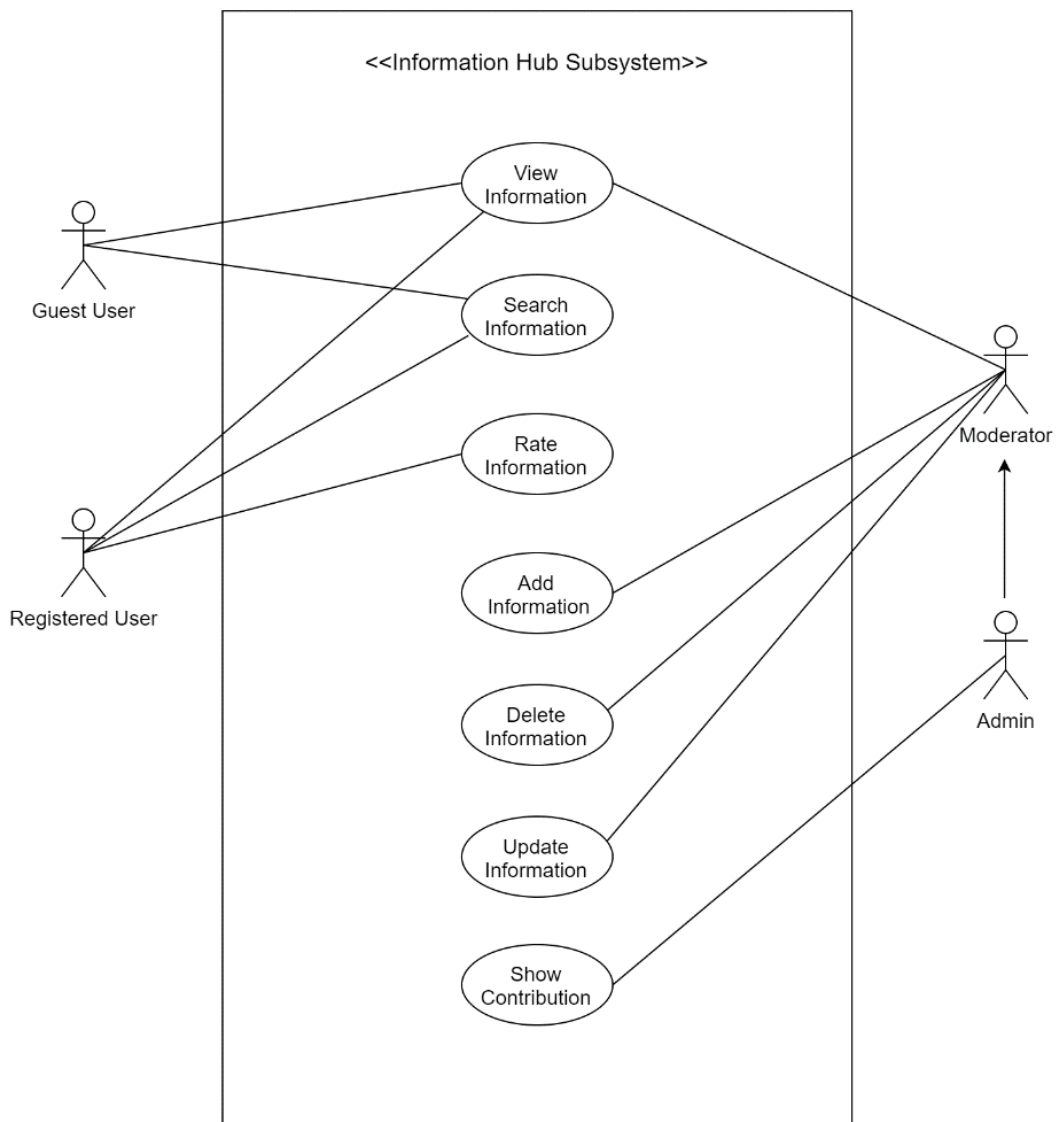 <<Information Hub Subsystem>>
View
Information
Guest User
Search
Information
Moderator
Rate
Information
Registered User
Add
Information
Delete
Information
Admin
Update
Information
Show
Contribution